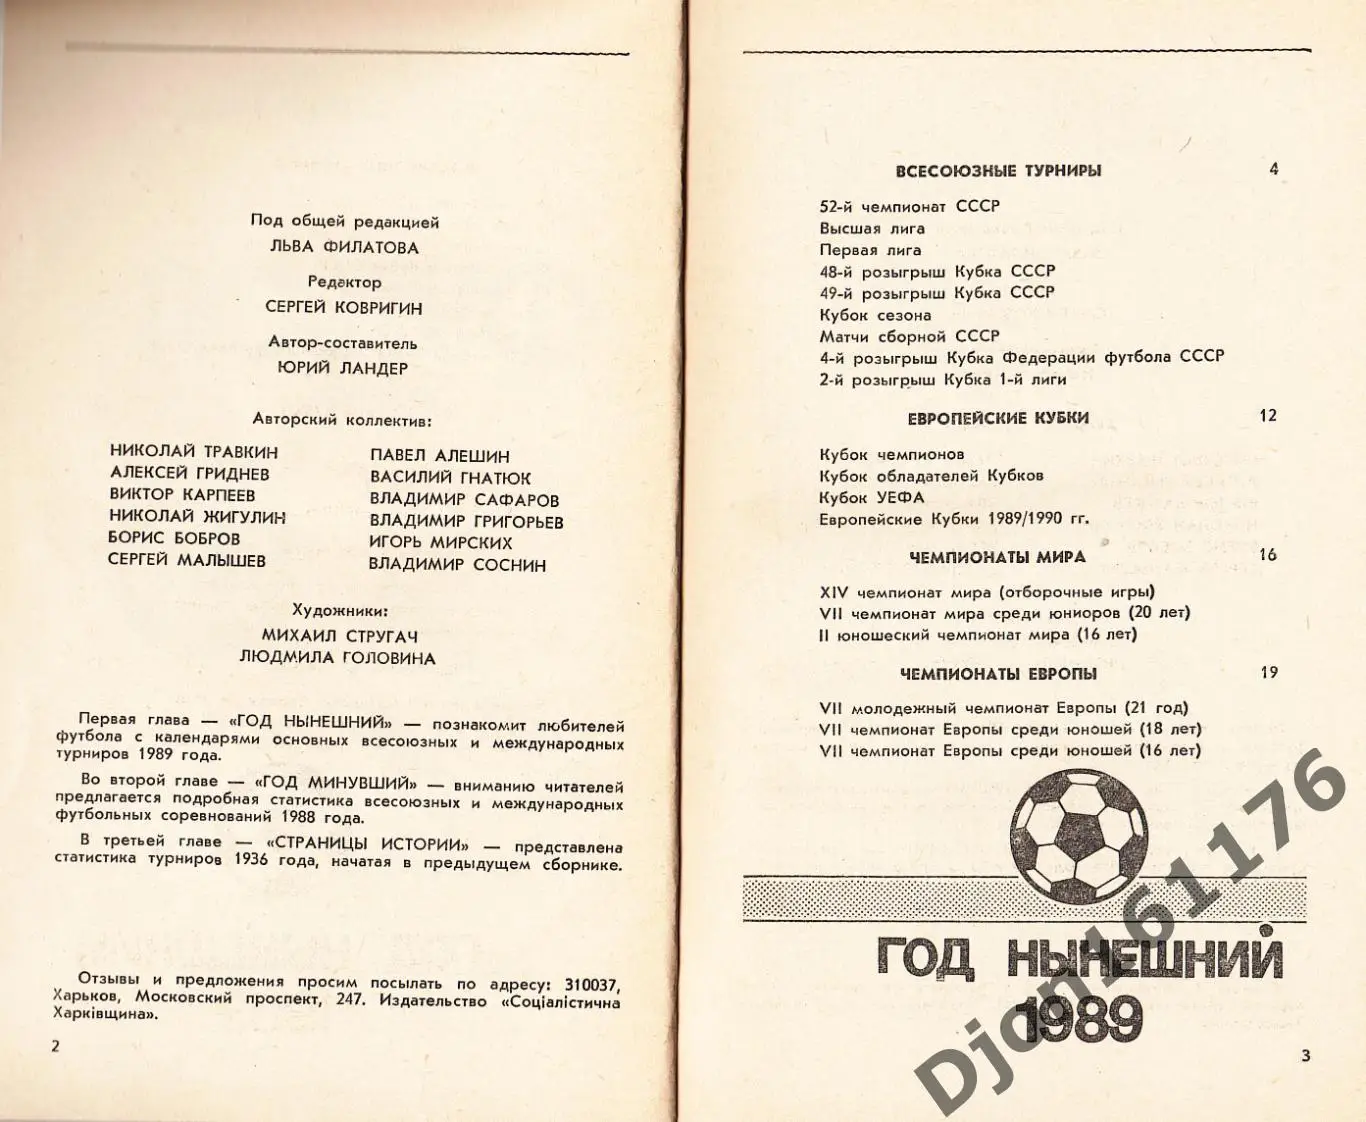 Под общей редакцией
ЛЬВА ФИЛАТОВА
Редактор
СЕРГЕЙ КОВРИГИН
Автор-составитель
ЮРИЙ ЛАНДЕР
Авторский коллектив:
НИКОЛАЙ ТРАВКИН
АЛЕКСЕЙ ГРИДНЕВ
ВИКТОР КАРПЕЕВ
НИКОЛАЙ ЖИГУЛИН
БОРИС БОБРОВ
СЕРГЕЙ МАЛЫШЕВ
ПАВЕЛ АЛЕШИН
ВАСИЛИЙ ГНАТЮК
ВЛАДИМИР САФАРОВ
ВЛАДИМИР ГРИГОРЬЕВ
ИГОРЬ МИРСКИХ
ВЛАДИМИР СОСНИН
Художники:
МИХАИЛ СТРУГАЧ
ЛЮДМИЛА ГОЛОВИНА
Первая глава — «ГОД НЫНЕШНИЙ» — познакомит любителей
футбола с календарями основных всесоюзных и международных
турниров 1989 года.
Во второй главе — «ГОД МИНУВШИЙ» — вниманию читателей
предлагается подробная статистика всесоюзных и международных
футбольных соревнований 1988 года.
В третьей главе — «СТРАНИЦЫ ИСТОРИИ» — представлена
статистика турниров 1936 года, начатая в предыдущем сборнике.
Отзывы и предложения просим посылать по адресу: 310037,
Харьков, Московский проспект, 247. Издательство «Соціалістична
Харківщина».
2
ВСЕСОЮЗНЫЕ ТУРНИРЫ 4
52-й чемпионат СССР
Высшая лига
Первая лига
48-й розыгрыш Кубка СССР
49-й розыгрыш Кубка СССР
Кубок сезона
Матчи сборной СССР
4-й розыгрыш Кубка Федерации футбола СССР
2-й розыгрыш Кубка 1-й лиги
ЕВРОПЕЙСКИЕ КУБКИ 12
Кубок чемпионов
Кубок обладателей Кубков
Кубок УЕФА
Европейские Кубки 1989/1990 гг.
ЧЕМПИОНАТЫ МИРА 16
XIV чемпионат мира (отборочные игры)
VII чемпионат мира среди юниоров (20 лет)
II юношеский чемпионат мира (16 лет)
ЧЕМПИОНАТЫ ЕВРОПЫ 19
VII молодежный чемпионат Европы (21 год)
VII чемпионат Европы среди юношей (18 лет)
VII чемпионат Европы среди юношей (16 лет)
ГОД НЫНЕШНИЙ
1989
3
Djon161176